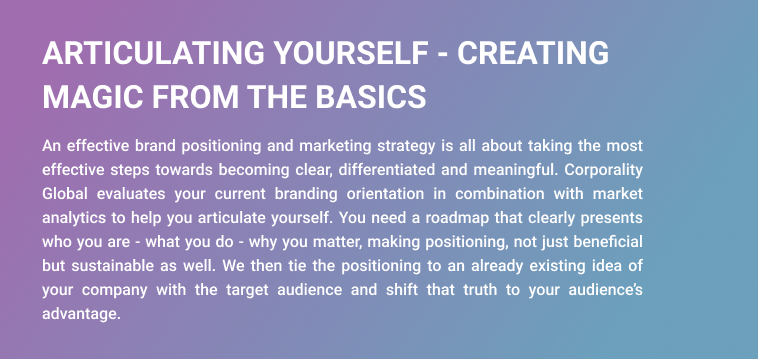 ARTICULATING YOURSELF - CREATING
MAGIC FROM THE BASICS
An effective brand positioning and marketing strategy is all about taking the most
effective steps towards becoming clear, differentiated and meaningful. Corporality
Global evaluates your current branding orientation in combination with market
analytics to help you articulate yourself. You need a roadmap that clearly presents
who you are - what you do - why you matter, making positioning, not just beneficial
but sustainable as well. We then tie the positioning to an already existing idea of
your company with the target audience and shift that truth to your audience’s
advantage.